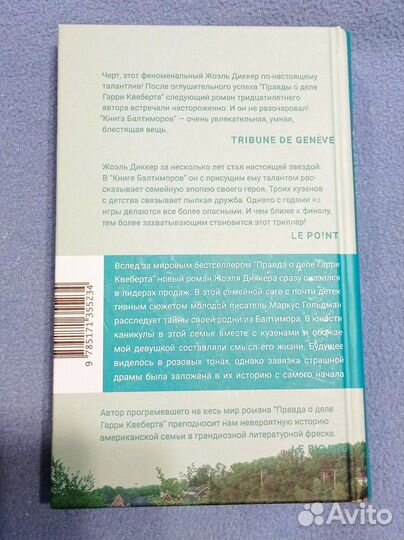 Черт, этот феноменальный Жоэль Диккер по-настоящему
талантлив! После оглушительного успеха "Правды о деле
Гарри Квеберта" следующий роман тридцатилетнего
автора встречали настороженно. И он не разочаровал!
"Книга Балтиморов" — очень увлекательная, умная,
блестящая вещь.
TRIBUNE DE GENÈVE
Жоэль Диккер за несколько лет стал настоящей звездой.
В "Книге Балтиморов" он с присущим ему талантом рас-
сказывает семейную эпопею своего героя. Троих кузенов
с детства связывает пылкая дружба. Однако с годами их
игры делаются все более опасными. И чем ближе к финалу,
тем более захватывающим становится этот триллер!
LE POINT
Вслед за мировым бестселлером "Правда о деле Гарри
Квеберта" новый роман Жоэля Диккера сразу оказался
в лидерах продаж. В этой семейной саге с почти детек
тивным сюжетом молодой писатель Маркус Гольдман
расследует тайны своей родни из Балтимора. В юности
каникулы в этой семье вместе с кузенами и обожае
мой девушкой составляли смысл его жизни. Будущее
виделось в розовых тонах, однако завязка страшной
драмы была заложена в их историю с самого начала
Автор прогремевшего на весь мир романа "Правда о деле
Гарри Квеберта" преподносит нам невероятную историю
американской семьи в грандиозной литературной фреске.
LE FIGARO
9 785171 355234
Avito